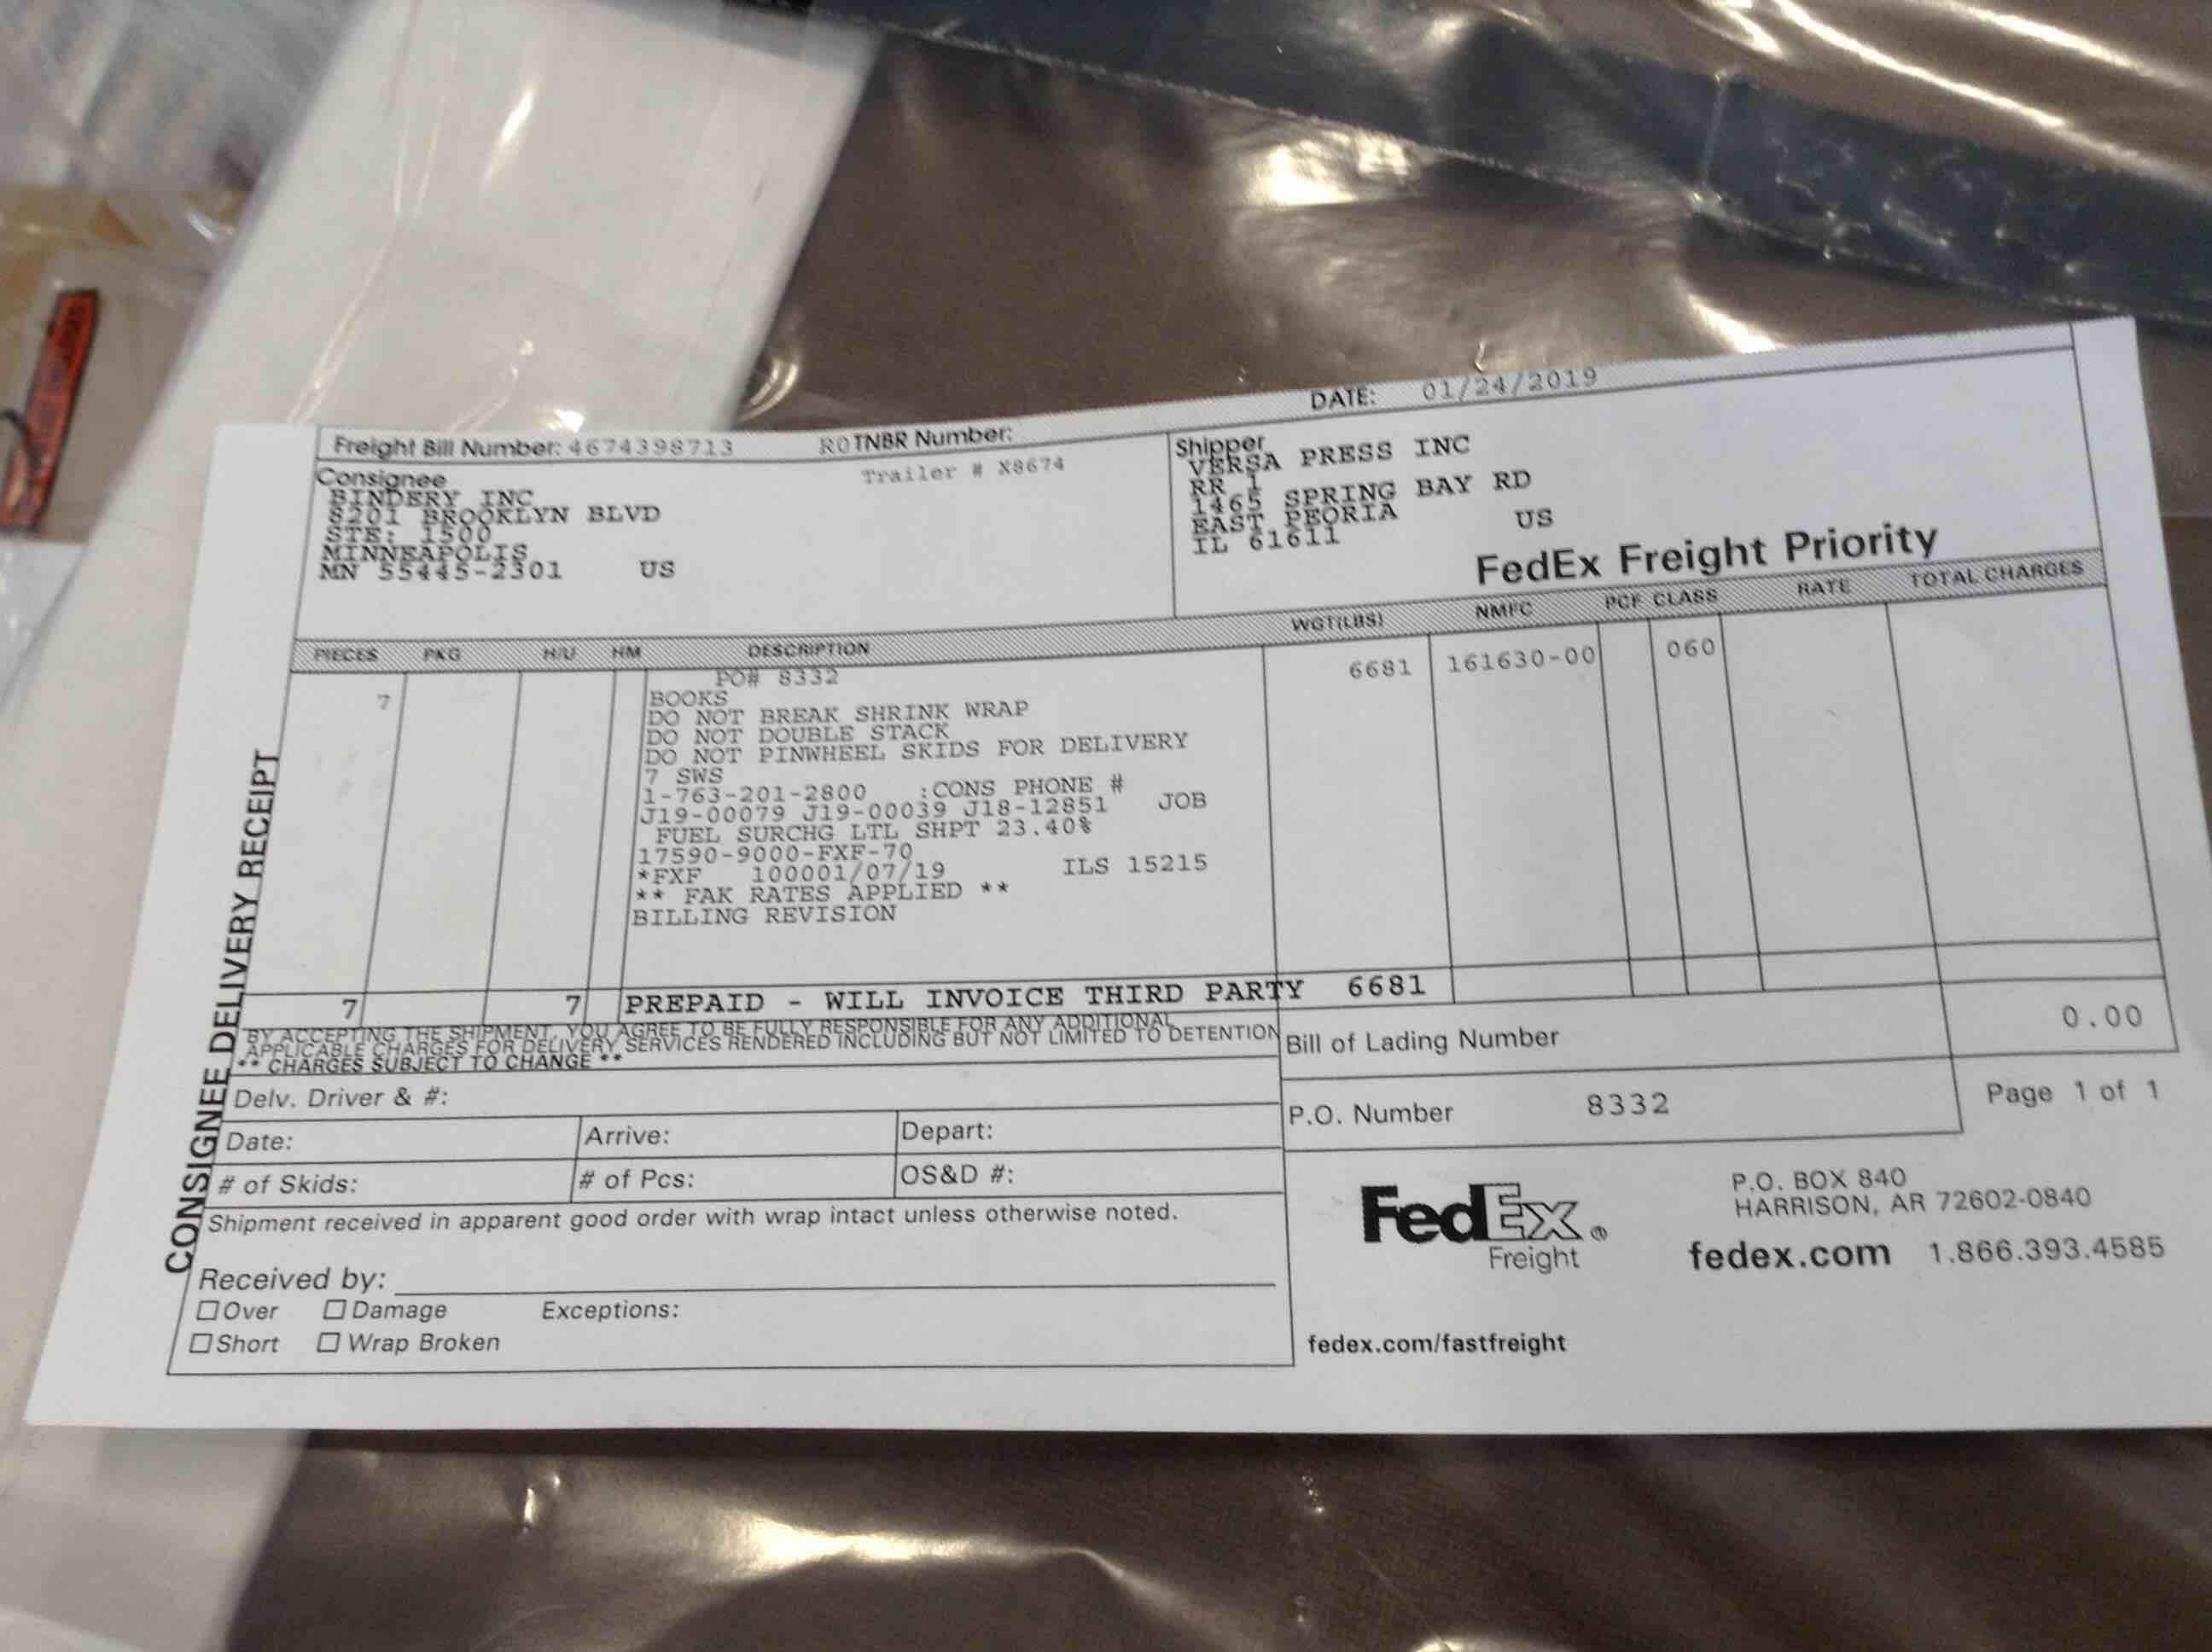 DATE: 01/24/2019
Freight Bill Number: 4674398713 ROTNBR Number:
Trailer # X8674
Consignee
BINDERY INC
8201 BROOKLYN BLVD
STE: 1500
MINNEAPOLIS
MN 55445-2301 US
Shipper
VERSA PRESS INC
RR 1
1465 SPRING BAY RD
EAST PEORIA US
IL 61611
FedEx Freight Priority
PIECES PKG H/U HM DESCRIPTION WGT(LBS) NMFC PCF CLASS RATE TOTAL CHARGES
PO# 8332
7 6681 161630-00 060
BOOKS
DO NOT BREAK SHRINK WRAP
DO NOT DOUBLE STACK
DO NOT PINWHEEL SKIDS FOR DELIVERY
7 SWS
1-763-201-2800 :CONS PHONE #
J19-00079 J19-00039 J18-12851 JOB
FUEL SURCHG LTL SHPT 23.40%
17590-9000-FXF-70
*FXF 100001/07/19 ILS 15215
** FAK RATES APPLIED **
BILLING REVISION
7 7 PREPAID - WILL INVOICE THIRD PARTY 6681
BY ACCEPTING THE SHIPMENT, YOU AGREE TO BE FULLY RESPONSIBLE FOR ANY ADDITIONAL
APPLICABLE CHARGES FOR DELIVERY SERVICES RENDERED INCLUDING BUT NOT LIMITED TO DETENTION
** CHARGES SUBJECT TO CHANGE **
Bill of Lading Number
0.00
Delv. Driver & #:
P.O. Number 8332
Page 1 of 1
Date: Arrive: Depart:
# of Skids: # of Pcs: OS&D #:
Shipment received in apparent good order with wrap intact unless otherwise noted.
Received by:
Over Damage Exceptions:
Short Wrap Broken
CONSIGNEE DELIVERY RECEIPT
FedEx ®
Freight
P.O. BOX 840
HARRISON, AR 72602-0840
fedex.com 1.866.393.4585
fedex.com/fastfreight